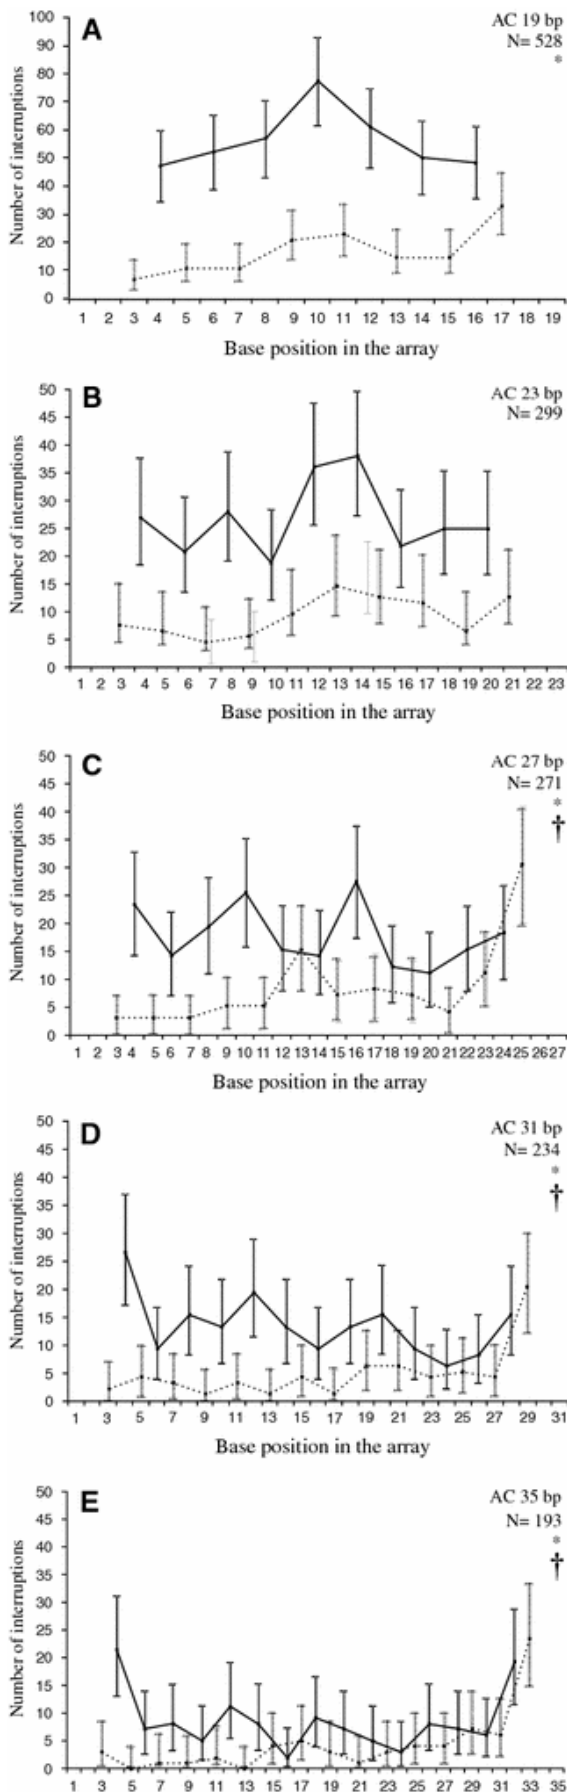 A
AC 19 bp
N= 528
*
Number of interruptions
100
90
80
70
60
50
40
30
20
10
0
1 2 3 4 5 6 7 8 9 10 11 12 13 14 15 16 17 18 19
Base position in the array
B
AC 23 bp
N= 299
Number of interruptions
50
45
40
35
30
25
20
15
10
5
0
1 2 3 4 5 6 7 8 9 10 11 12 13 14 15 16 17 18 19 20 21 22 23
Base position in the array
C
AC 27 bp
N= 271
*
†
Number of interruptions
50
45
40
35
30
25
20
15
10
5
0
1 2 3 4 5 6 7 8 9 10 11 12 13 14 15 16 17 18 19 20 21 22 23 24 25 26 27
Base position in the array
D
AC 31 bp
N= 234
*
†
Number of interruptions
50
45
40
35
30
25
20
15
10
5
0
1 3 5 7 9 11 13 15 17 19 21 23 25 27 29 31
Base position in the array
E
AC 35 bp
N= 193
*
†
Number of interruptions
50
45
40
35
30
25
20
15
10
5
0
1 3 5 7 9 11 13 15 17 19 21 23 25 27 29 31 33 35